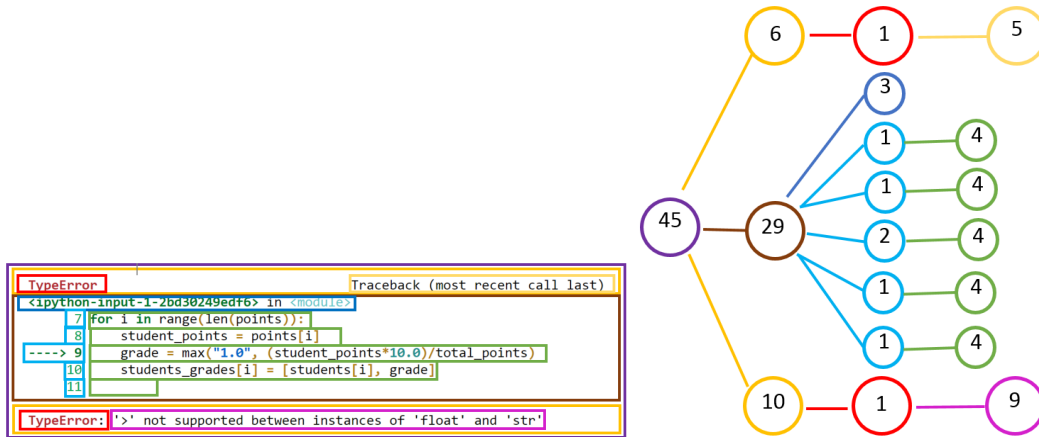 6 1 5
3
1 4
1 4
45 29 2 4
1 4
1 4
10 1 9
TypeError Traceback (most recent call last)
<ipython-input-1-2bd30249edf6> in <module>
7 for i in range(len(points)):
8 student_points = points[i]
----> 9 grade = max("1.0", (student_points*10.0)/total_points)
10 students_grades[i] = [students[i], grade]
11
TypeError: '>' not supported between instances of 'float' and 'str'